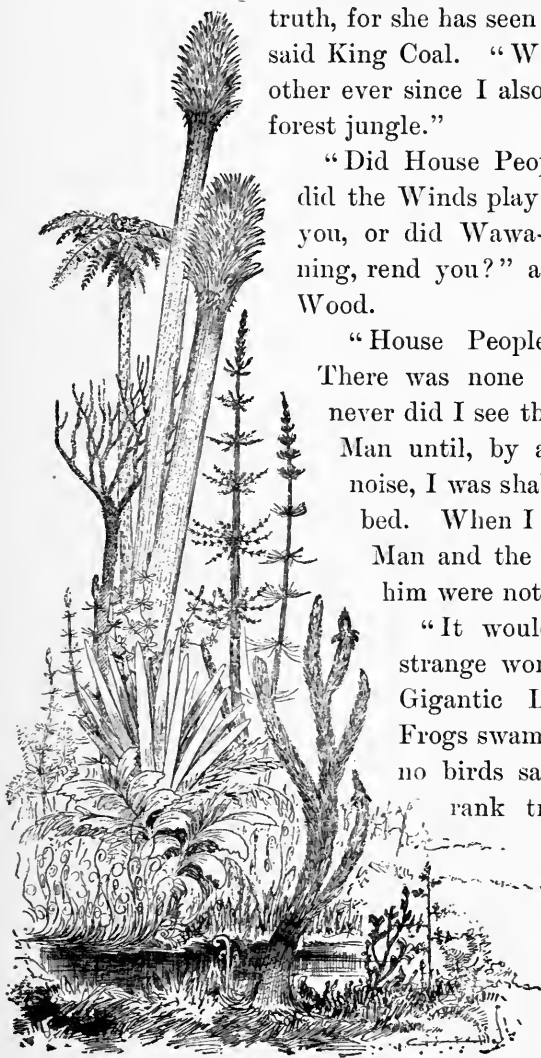 truth, for she has seen
said King Coal. “W
other ever since I also
forest jungle.”
“Did House Peop
did the Winds play
you, or did Wawa-
ning, rend you?” a
Wood.
“House People
There was none
never did I see th
Man until, by a
noise, I was shal
bed. When I
Man and the
him were not
“It would
strange wor
Gigantic L
Frogs swam
no birds sa
rank tr